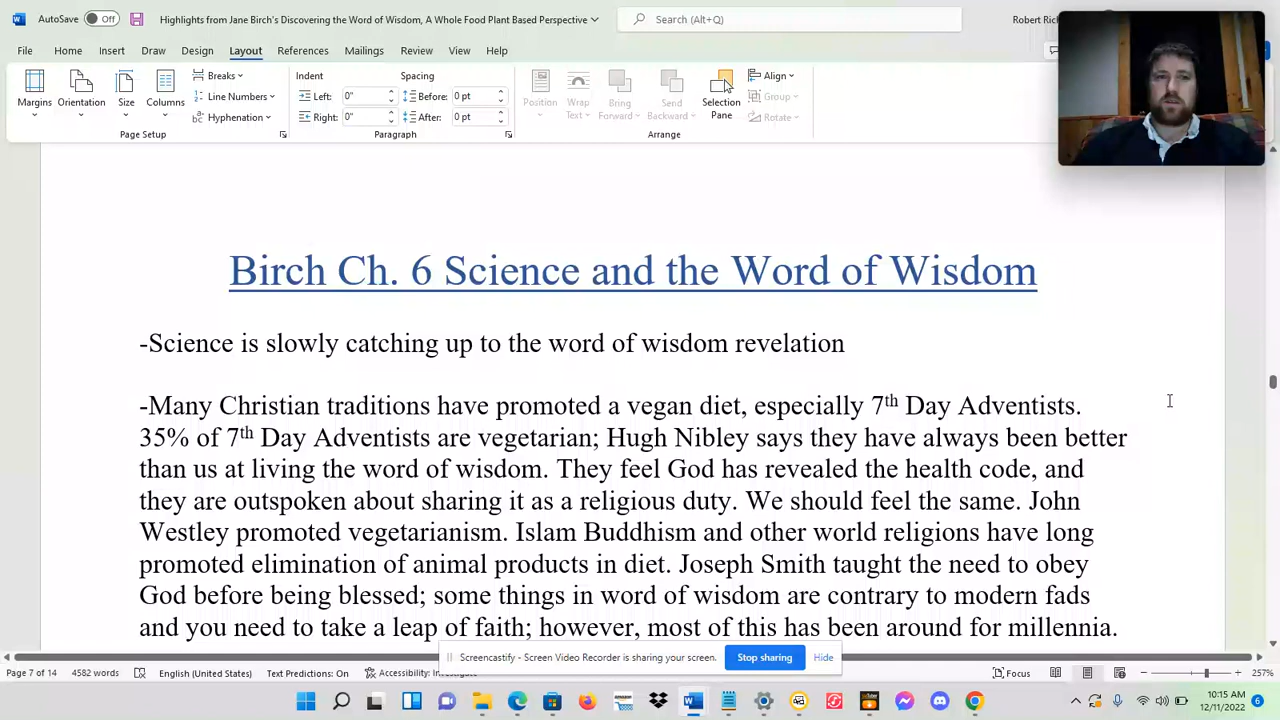 AutoSave Off Highlights from Jane Birch's Discovering the Word of Wisdom, A Whole Food Plant Based Perspective Search (Alt+Q) Robert Ric
File Home Insert Draw Design Layout References Mailings Review View Help
Margins Orientation Size Columns
Breaks
Line Numbers
Hyphenation
Page Setup
Indent Spacing
Left: 0" Before: 0 pt
Right: 0" After: 0 pt
Paragraph
Position Wrap Text Bring Forward Send Backward Selection Pane
Align
Group
Rotate
Arrange
Birch Ch. 6 Science and the Word of Wisdom
-Science is slowly catching up to the word of wisdom revelation
-Many Christian traditions have promoted a vegan diet, especially 7th Day Adventists.
35% of 7th Day Adventists are vegetarian; Hugh Nibley says they have always been better
than us at living the word of wisdom. They feel God has revealed the health code, and
they are outspoken about sharing it as a religious duty. We should feel the same. John
Westley promoted vegetarianism. Islam Buddhism and other world religions have long
promoted elimination of animal products in diet. Joseph Smith taught the need to obey
God before being blessed; some things in word of wisdom are contrary to modern fads
and you need to take a leap of faith; however, most of this has been around for millennia.
Screencastify - Screen Video Recorder is sharing your screen. Stop sharing Hide
Page 7 of 14 4582 words English (United States) Text Predictions: On Accessibility: Investigate Focus 257%
10:15 AM
12/11/2022 6